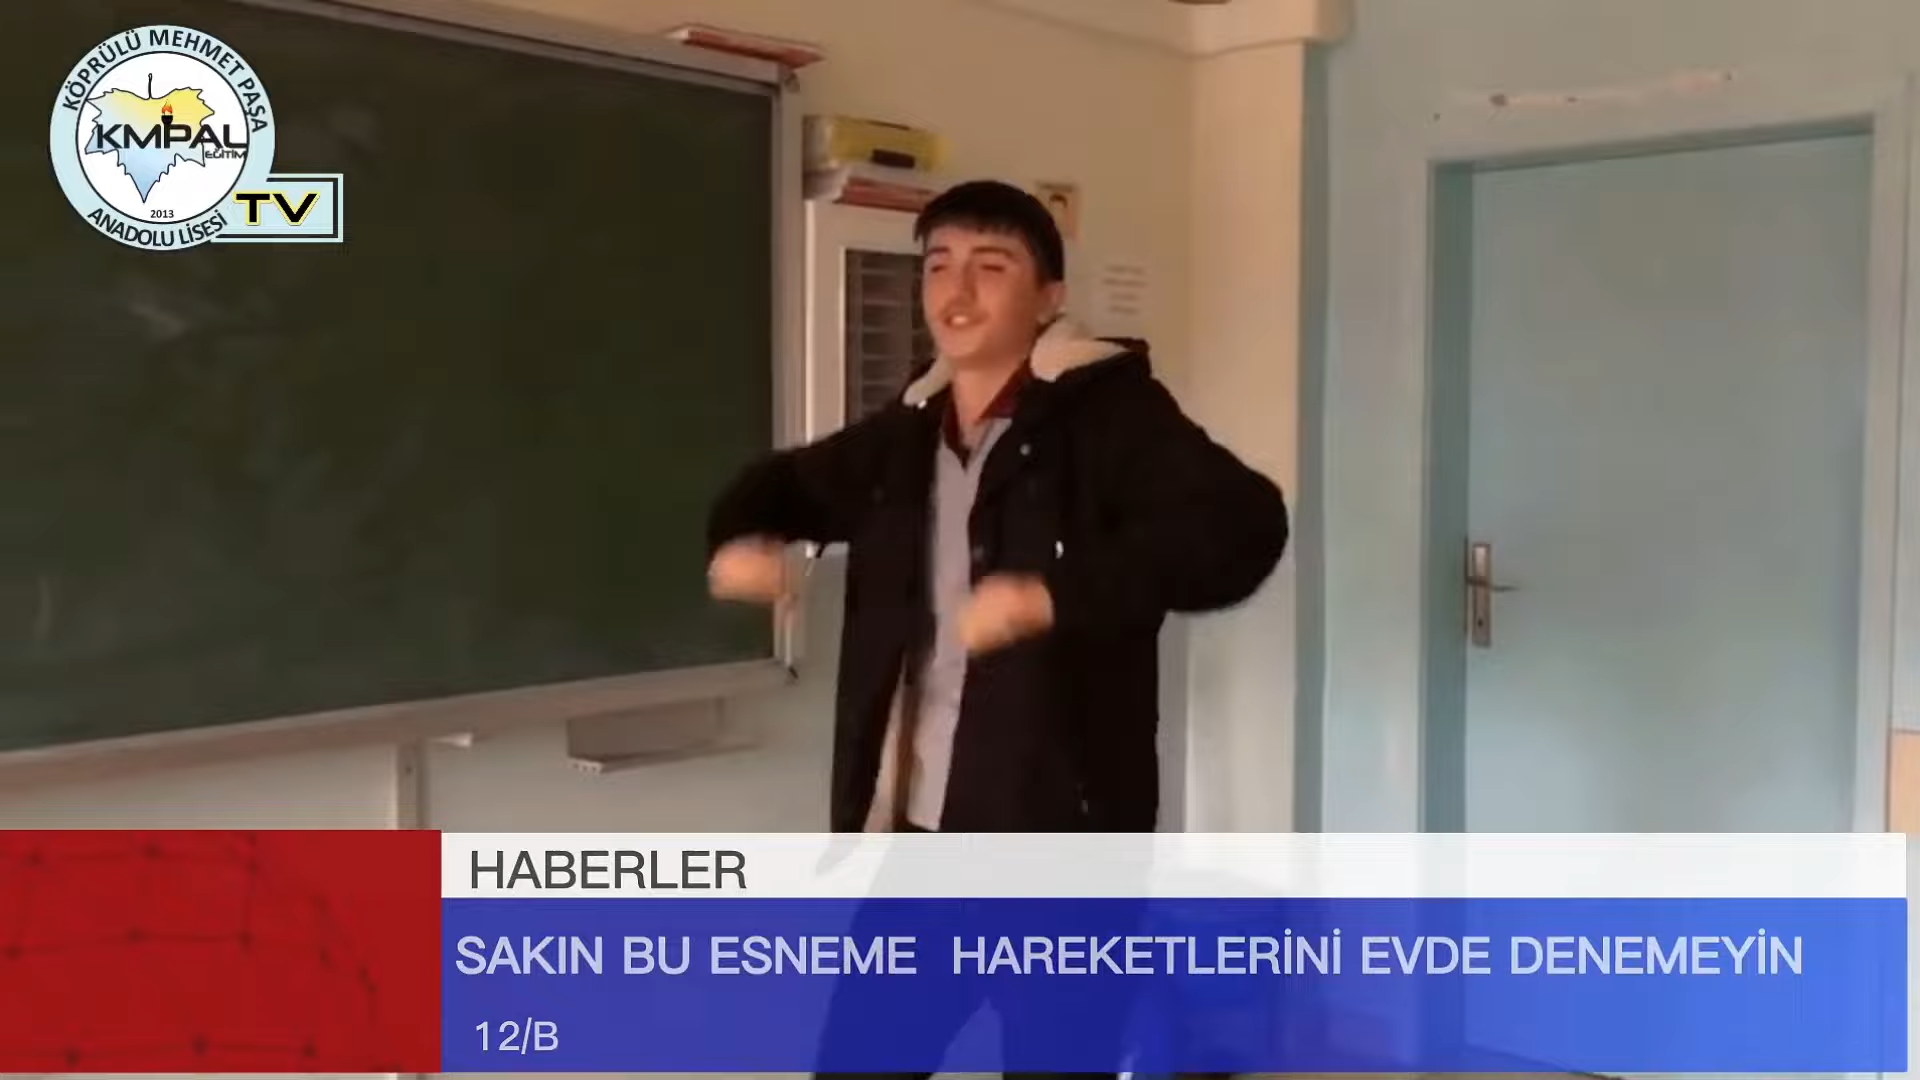 KÖPRÜLÜ MEHMET PAŞA
KMPAL
EĞİTİM
2013
ANADOLU LİSESİ
TV
HABERLER
SAKIN BU ESNEME HAREKETLERİNİ EVDE DENEMEYİN
12/B